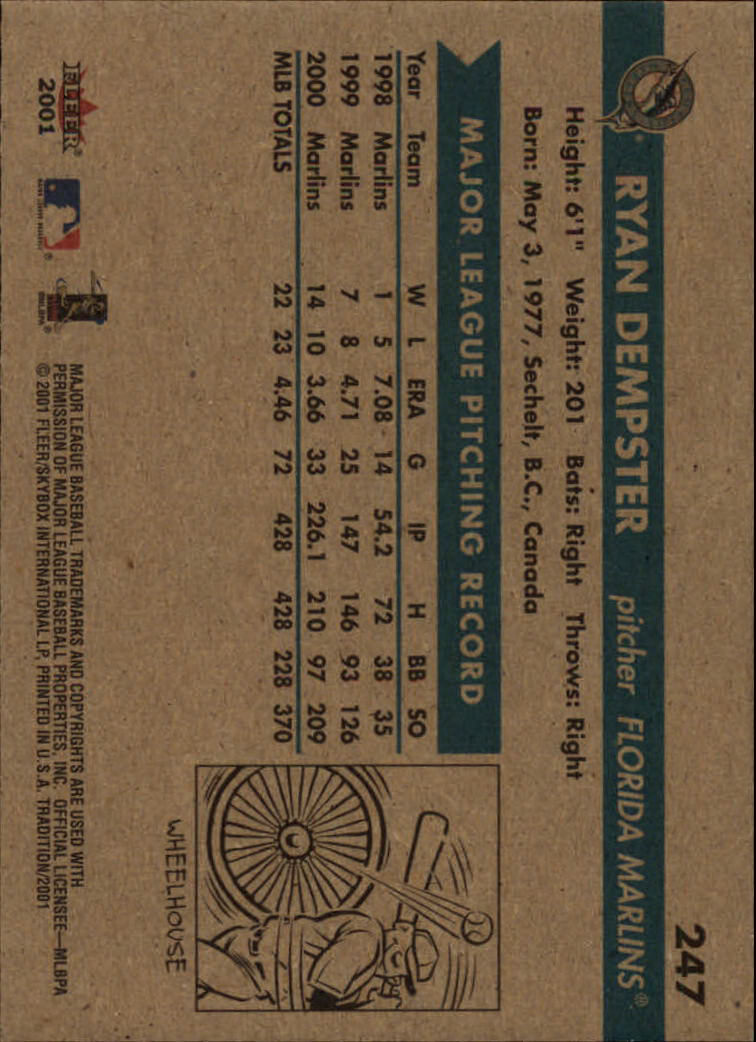 247
RYAN DEMPSTER pitcher FLORIDA MARLINS®
Height: 6'1" Weight: 201 Bats: Right Throws: Right
Born: May 3, 1977, Sechelt, B.C., Canada
MAJOR LEAGUE PITCHING RECORD
Year Team W L ERA G IP H BB SO
1998 Marlins 1 5 7.08 14 54.2 72 38 35
1999 Marlins 7 8 4.71 25 147 146 93 126
2000 Marlins 14 10 3.66 33 226.1 210 97 209
MLB TOTALS 22 23 4.46 72 428 428 228 370
WHEELHOUSE
FLEER®
2001
MAJOR LEAGUE BASEBALL TRADEMARKS AND COPYRIGHTS ARE USED WITH
PERMISSION OF MAJOR LEAGUE BASEBALL PROPERTIES, INC. OFFICIAL LICENSEE—MLBPA
© 2001 FLEER/SKYBOX INTERNATIONAL LP, PRINTED IN U.S.A. TRADITION/2001